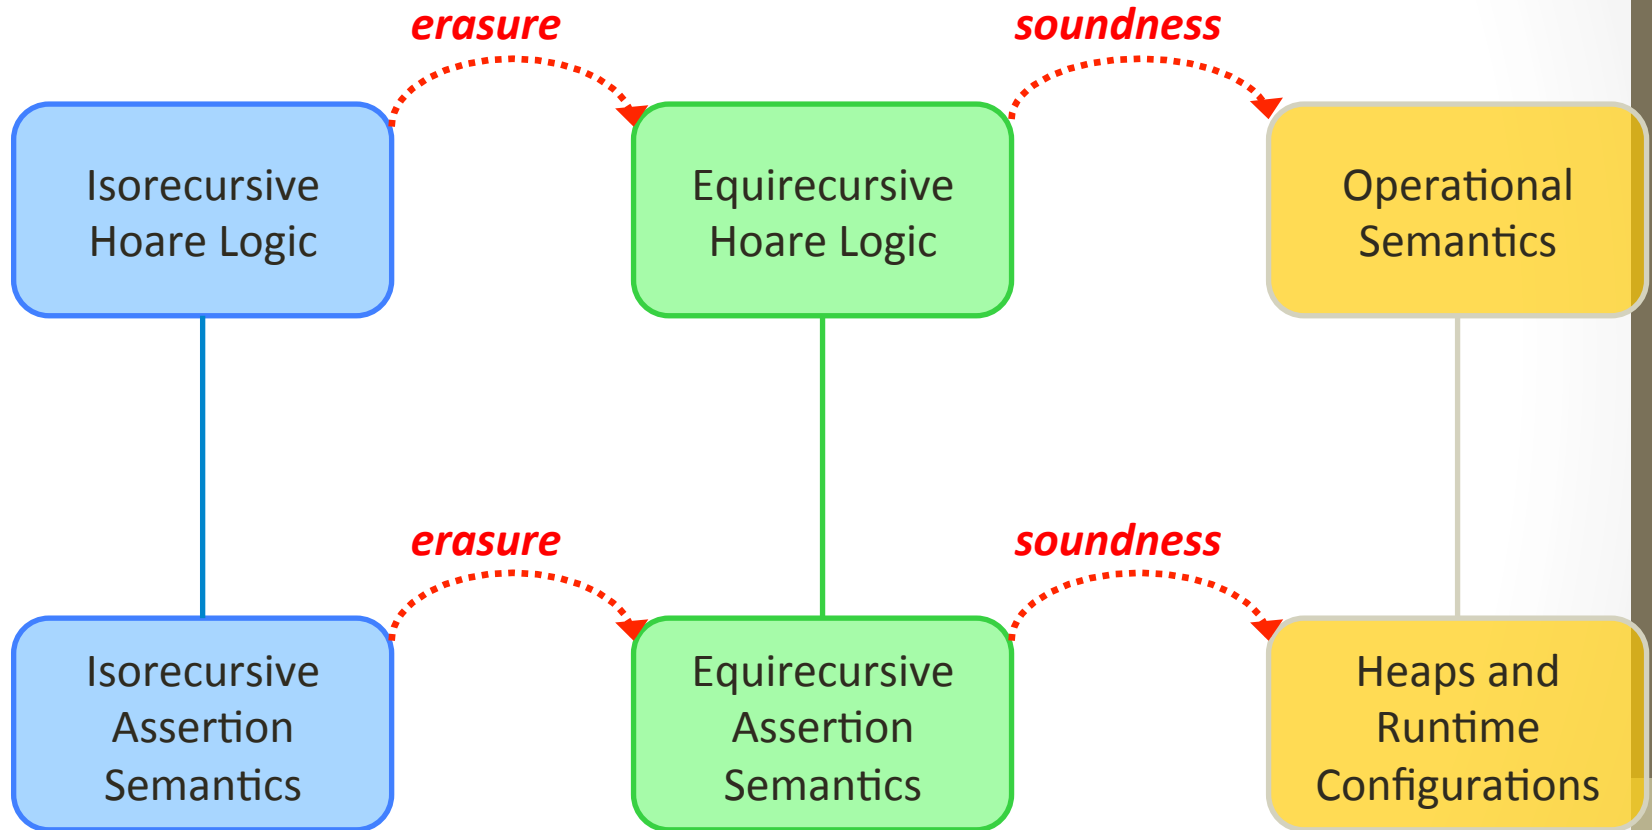 erasure
soundness
Isorecursive
Hoare Logic
Equirecursive
Hoare Logic
Operational
Semantics
erasure
soundness
Isorecursive
Assertion
Semantics
Equirecursive
Assertion
Semantics
Heaps and
Runtime
Configurations